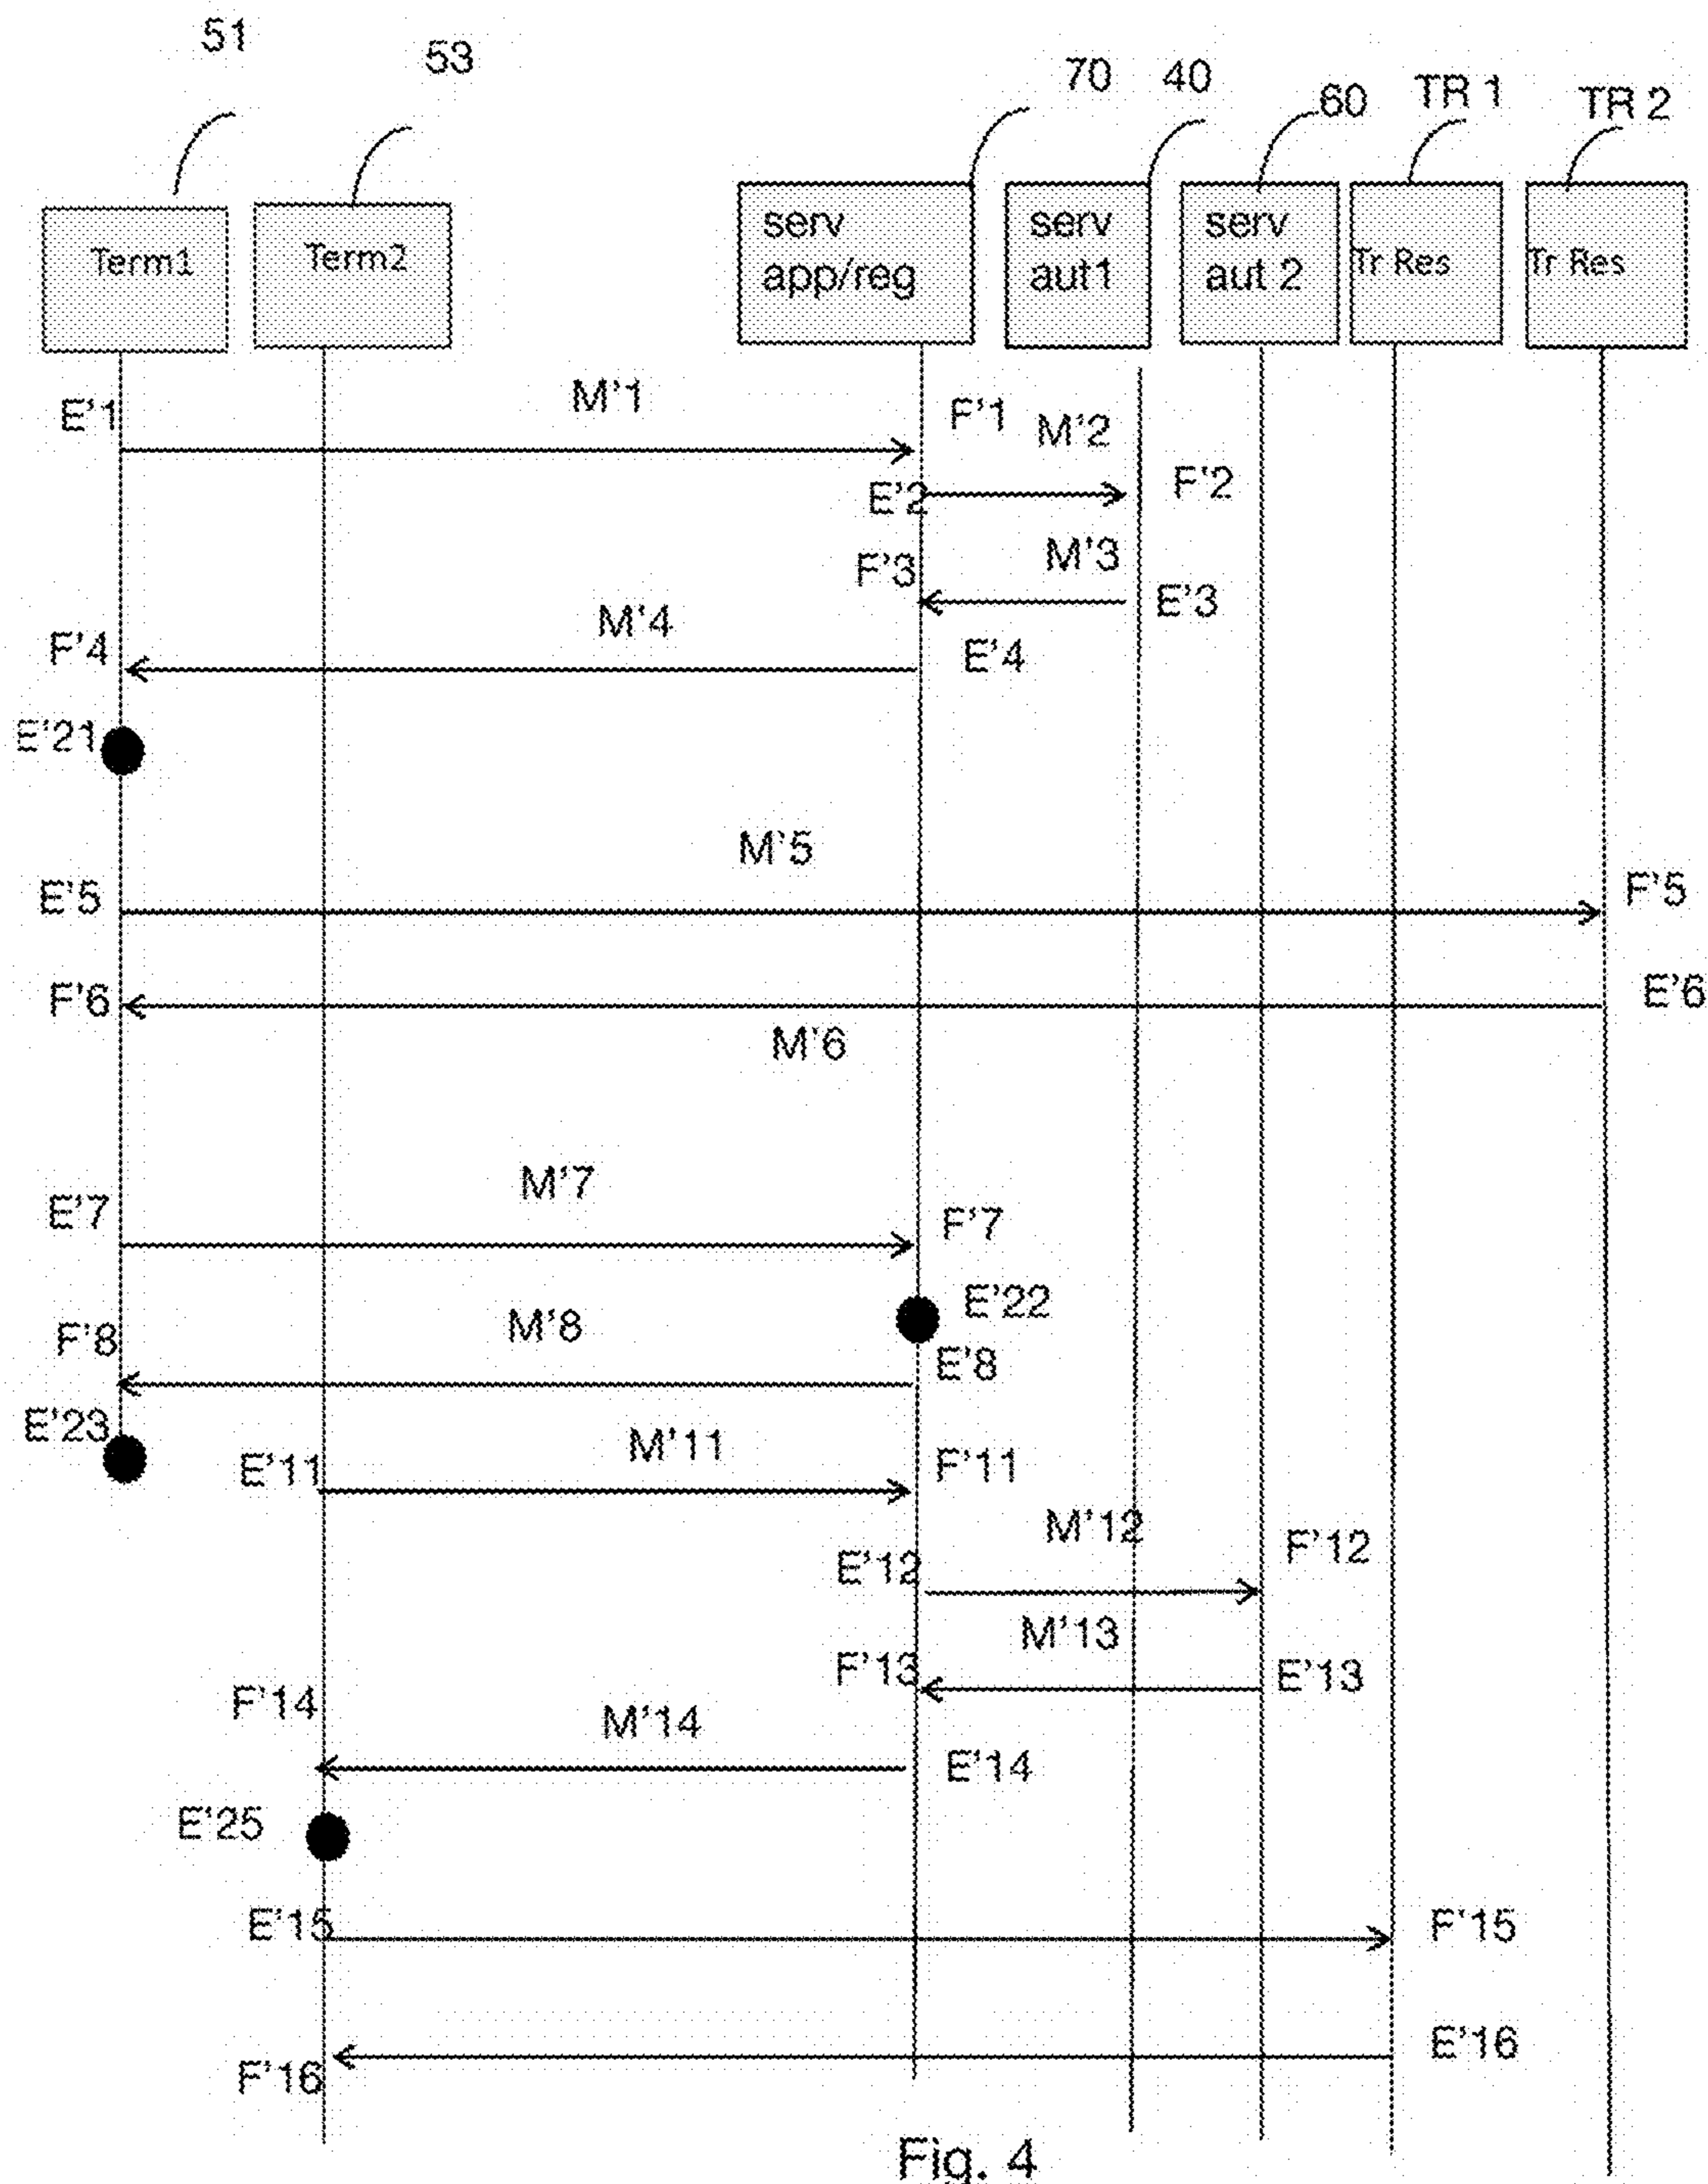 51
53
70
40
60
TR 1
TR 2
Term1
Term2
serv
app/reg
serv
aut1
serv
aut 2
Tr Res
Tr Res
M'1
E'1
F'1
M'2
E'2
F'2
M'3
F'3
E'3
M'4
F'4
E'4
E'21
M'5
E'5
F'5
F'6
E'6
M'6
M'7
E'7
F'7
E'22
M'8
F'8
E'8
E'23
M'11
E'11
F'11
M'12
E'12
F'12
M'13
F'13
E'13
F'14
M'14
E'14
E'25
E'15
F'15
E'16
F'16
Fig. 4